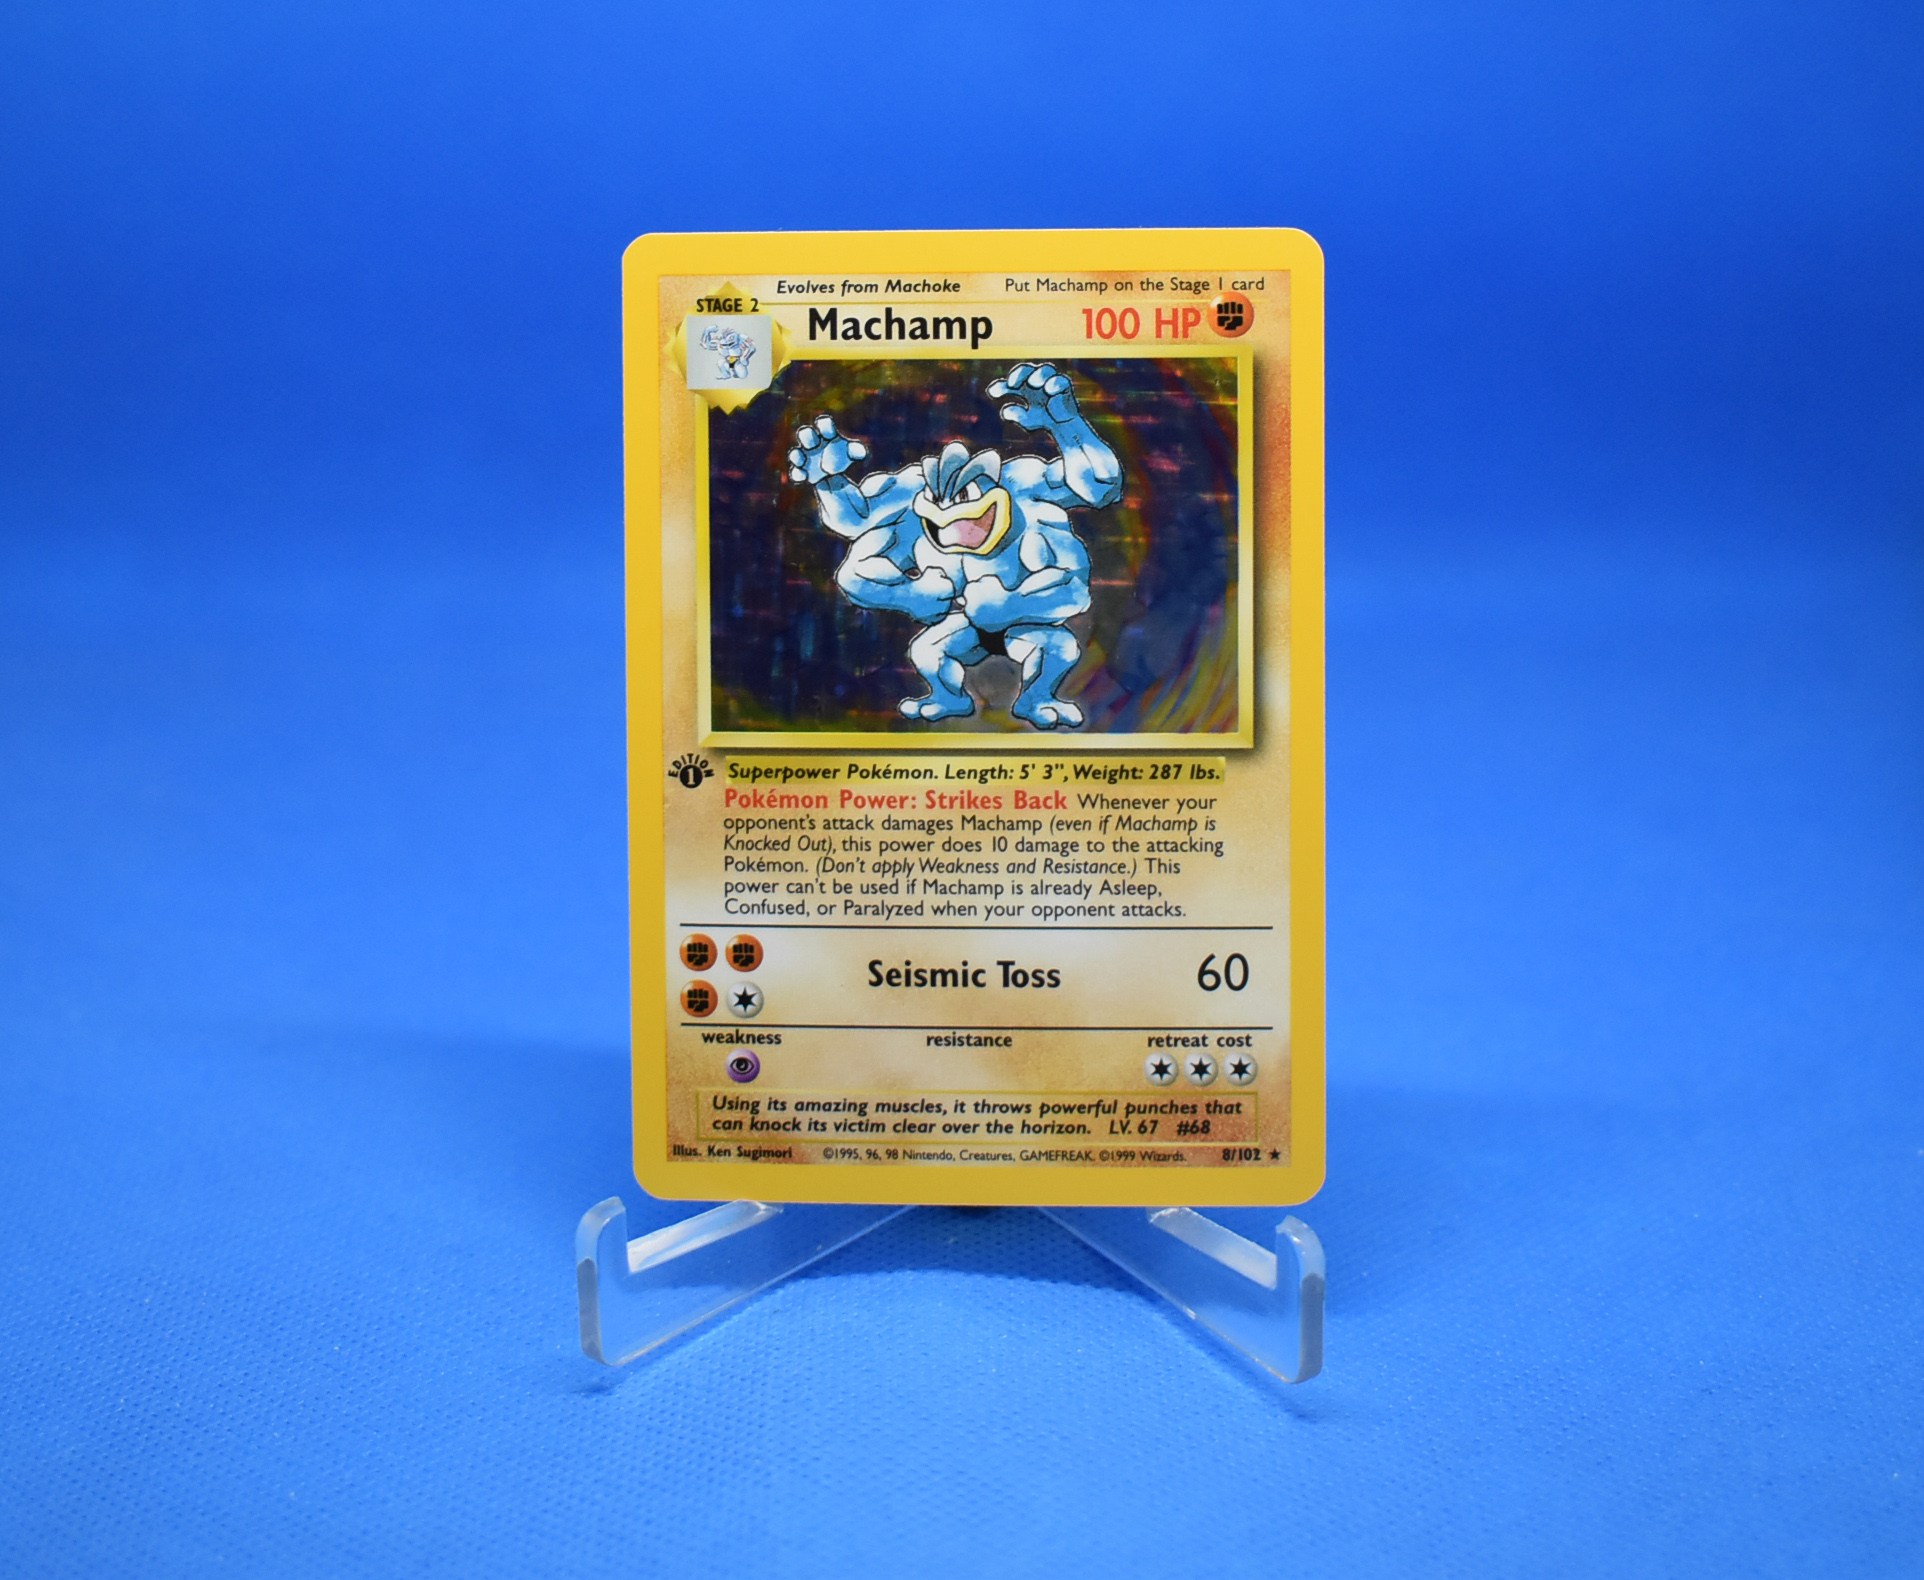 Evolves from Machoke Put Machamp on the Stage 1 card
STAGE 2
Machamp 100 HP
EDITION
1
Superpower Pokémon. Length: 5' 3", Weight: 287 lbs.
Pokémon Power: Strikes Back Whenever your
opponent's attack damages Machamp (even if Machamp is
Knocked Out), this power does 10 damage to the attacking
Pokémon. (Don't apply Weakness and Resistance.) This
power can't be used if Machamp is already Asleep,
Confused, or Paralyzed when your opponent attacks.
Seismic Toss 60
weakness resistance retreat cost
Using its amazing muscles, it throws powerful punches that
can knock its victim clear over the horizon. LV. 67 #68
Illus. Ken Sugimori ©1995, 96, 98 Nintendo, Creatures, GAMEFREAK. ©1999 Wizards. 8/102 ★